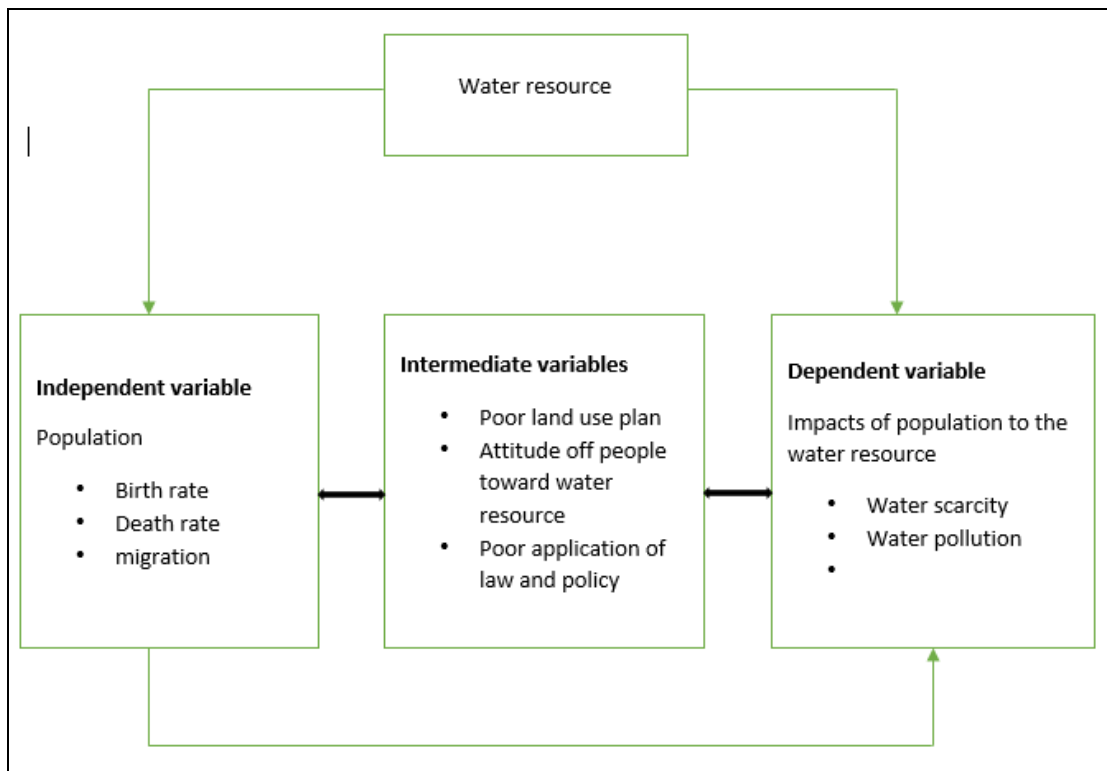 Water resource
Independent variable
Population
• Birth rate
• Death rate
• migration
Intermediate variables
• Poor land use plan
• Attitude off people
toward water
resource
• Poor application of
law and policy
Dependent variable
Impacts of population to the
water resource
• Water scarcity
• Water pollution
•